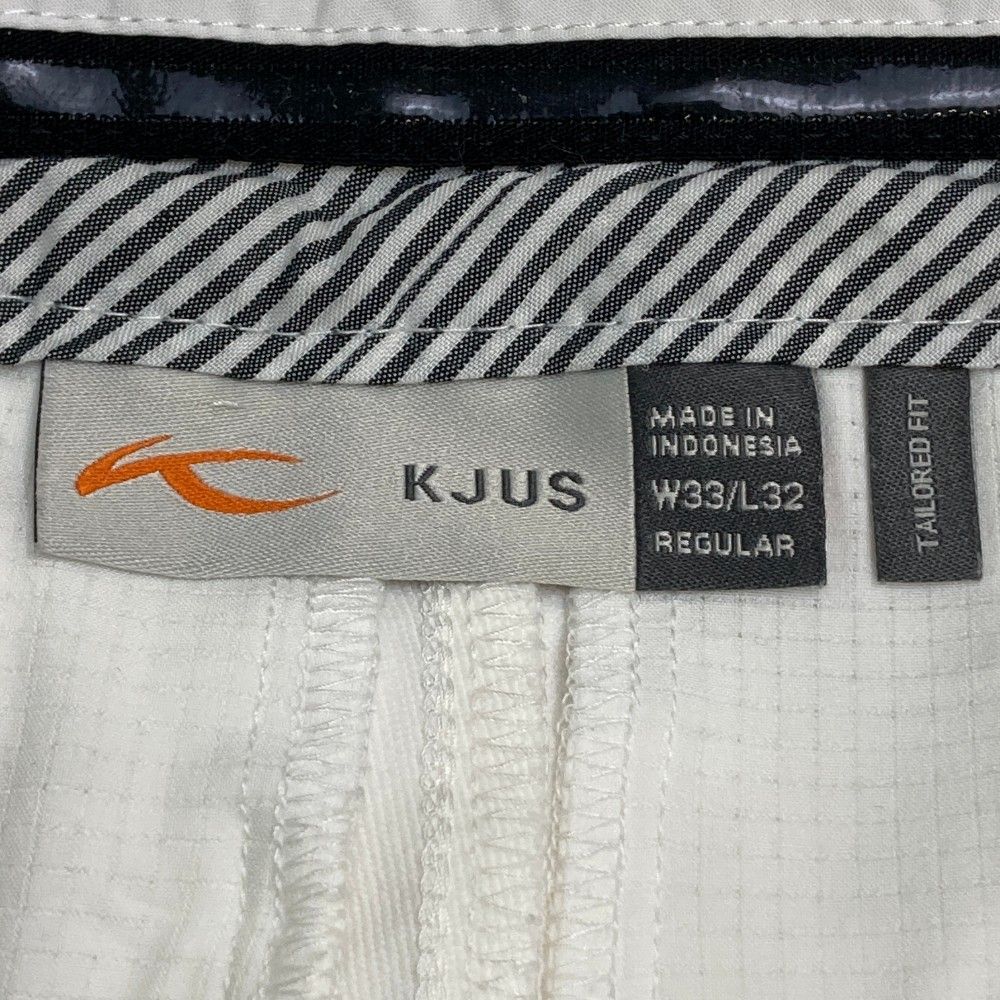 KJUS
MADE IN
INDONESIA
W33/L32
REGULAR
TAILORED FIT